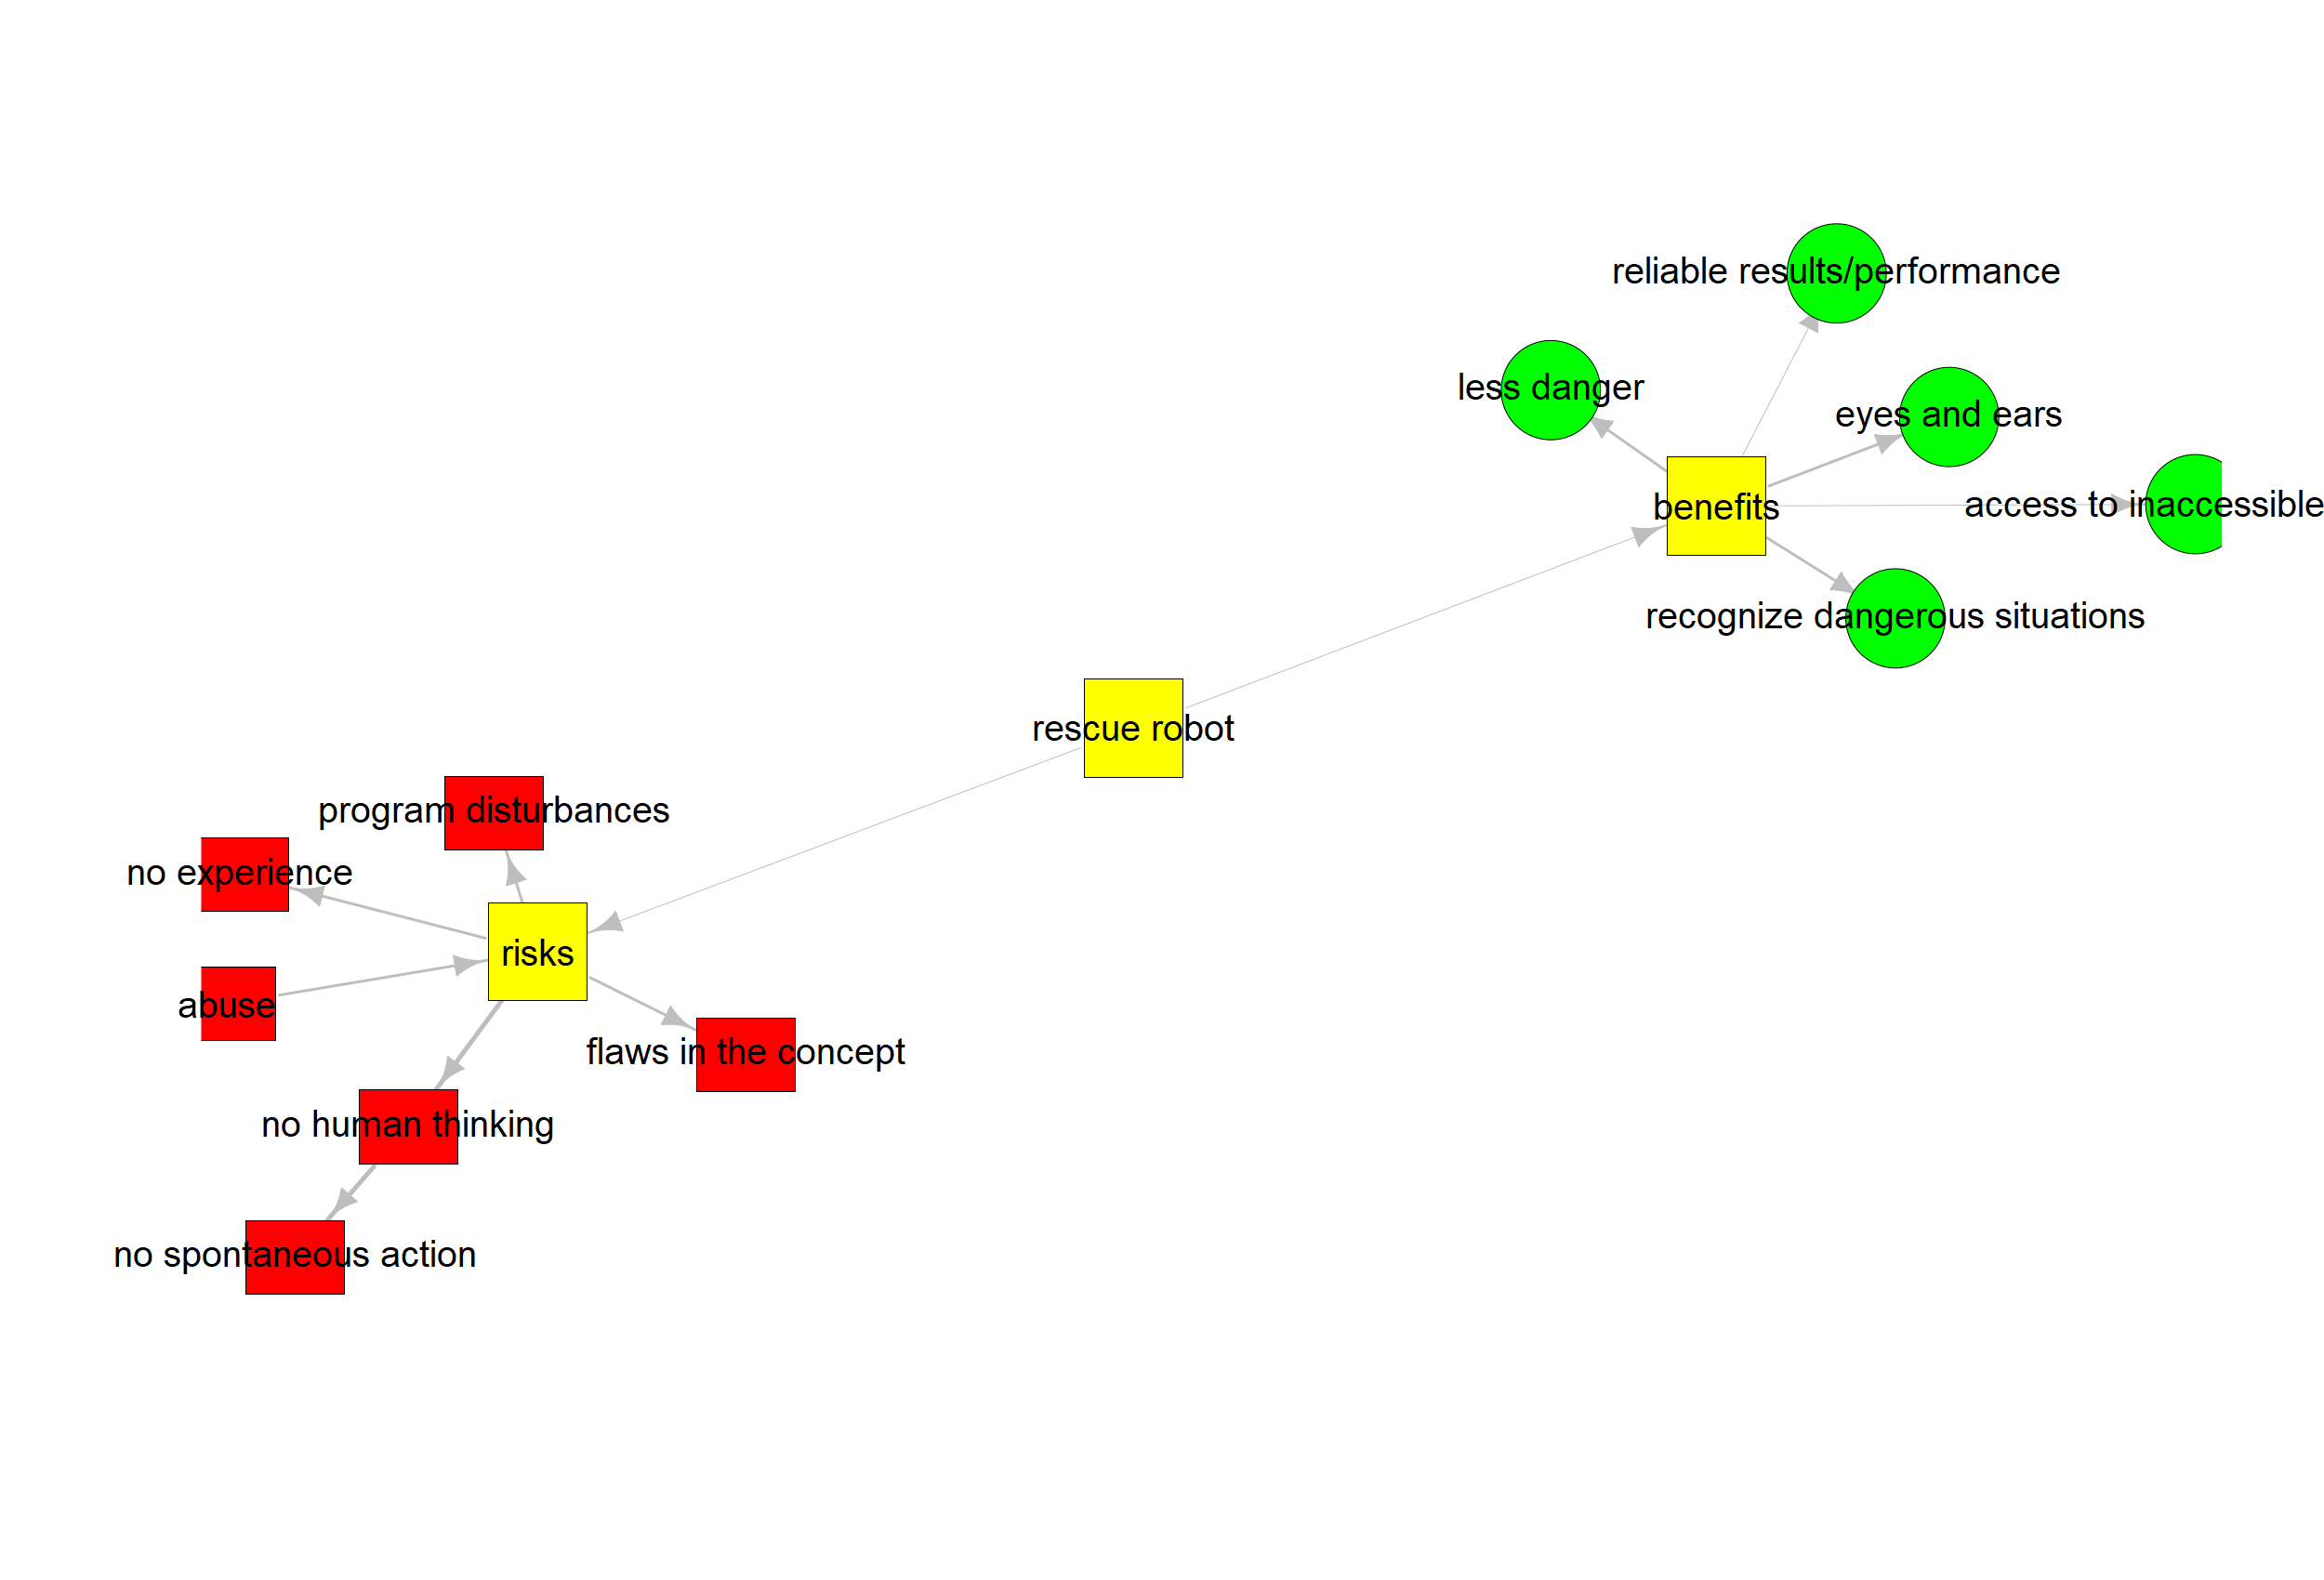 reliable results/performance
less danger
eyes and ears
access to inaccessible
benefits
recognize dangerous situations
rescue robot
program disturbances
no experience
risks
abuse
flaws in the concept
no human thinking
no spontaneous action